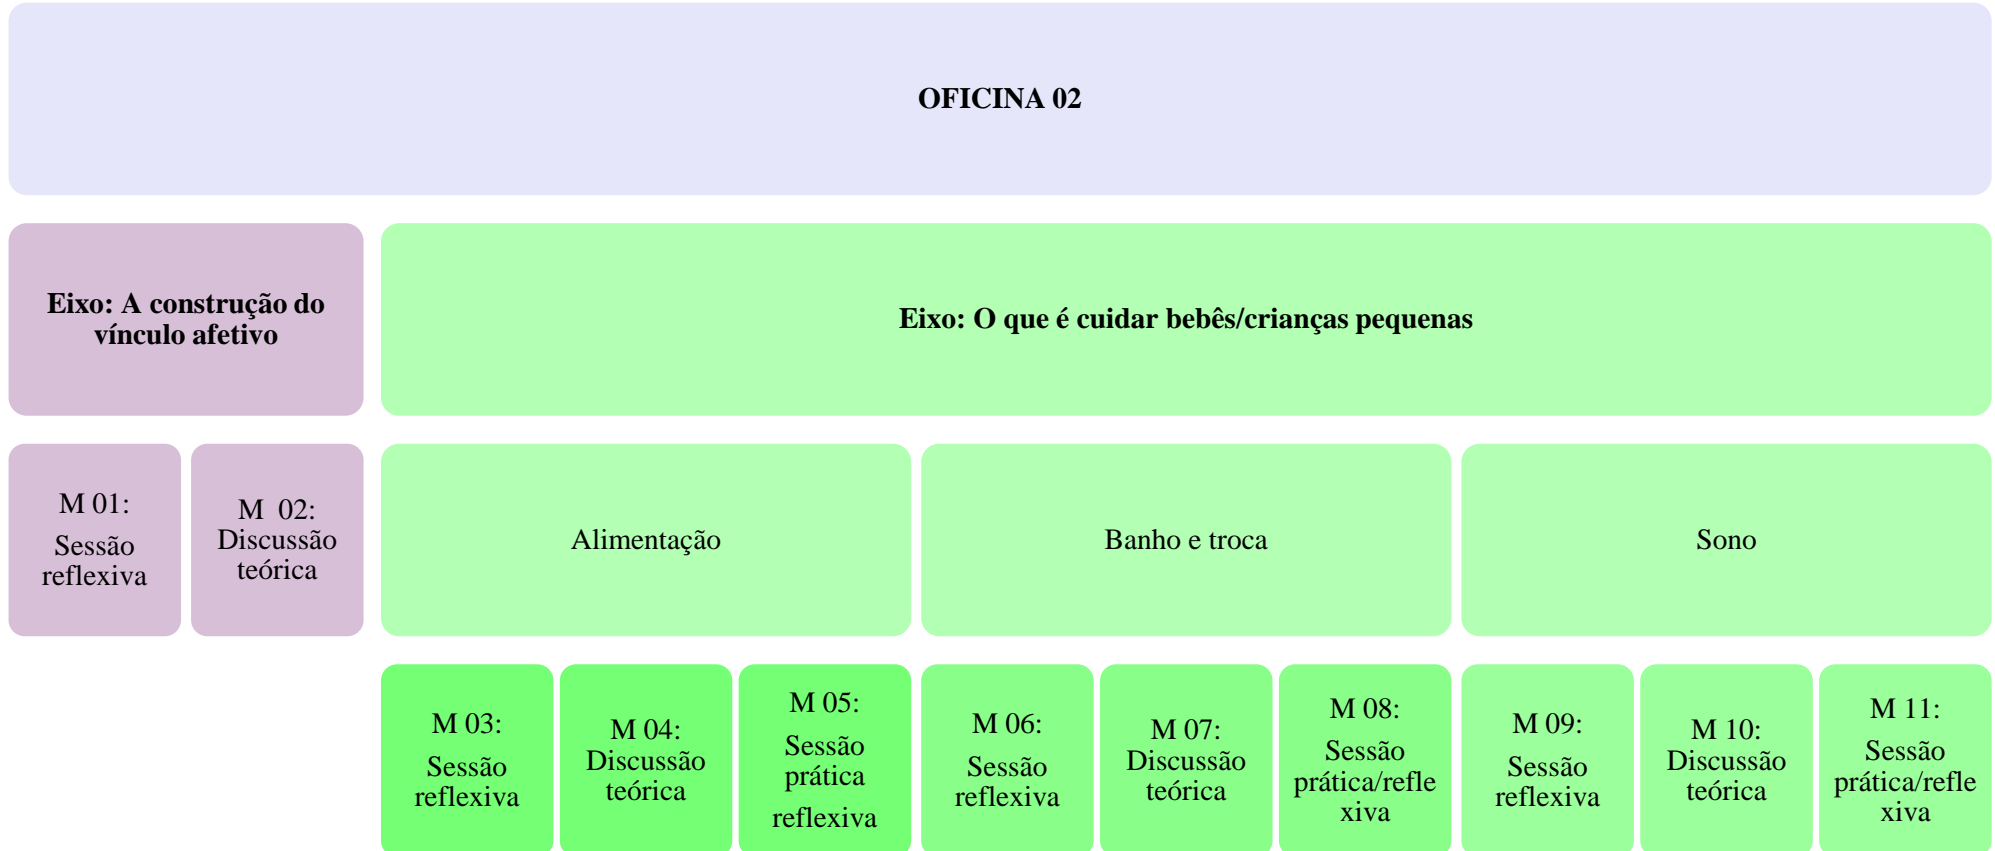 OFICINA 02
Eixo: A construção do
vínculo afetivo
Eixo: O que é cuidar bebês/crianças pequenas
M 01:
Sessão
reflexiva
M  02:
Discussão
teórica
Alimentação
Banho e troca
Sono
M 03:
Sessão
reflexiva
M 04:
Discussão
teórica
M 05:
Sessão
prática
reflexiva
M 06:
Sessão
reflexiva
M 07:
Discussão
teórica
M 08:
Sessão
prática/refle
xiva
M 09:
Sessão
reflexiva
M 10:
Discussão
teórica
M 11:
Sessão
prática/refle
xiva